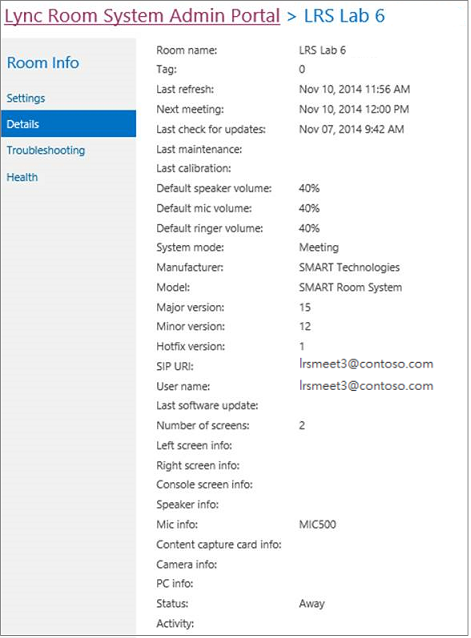 Lync Room System Admin Portal > LRS Lab 6
Room Info
Settings
Details
Troubleshooting
Health
Room name: LRS Lab 6
Tag: 0
Last refresh: Nov 10, 2014 11:56 AM
Next meeting: Nov 10, 2014 12:00 PM
Last check for updates: Nov 07, 2014 9:42 AM
Last maintenance:
Last calibration:
Default speaker volume: 40%
Default mic volume: 40%
Default ringer volume: 40%
System mode: Meeting
Manufacturer: SMART Technologies
Model: SMART Room System
Major version: 15
Minor version: 12
Hotfix version: 1
SIP URI: lrsmeet3@contoso.com
User name: lrsmeet3@contoso.com
Last software update:
Number of screens: 2
Left screen info:
Right screen info:
Console screen info:
Speaker info:
Mic info: MIC500
Content capture card info:
Camera info:
PC info:
Status: Away
Activity: